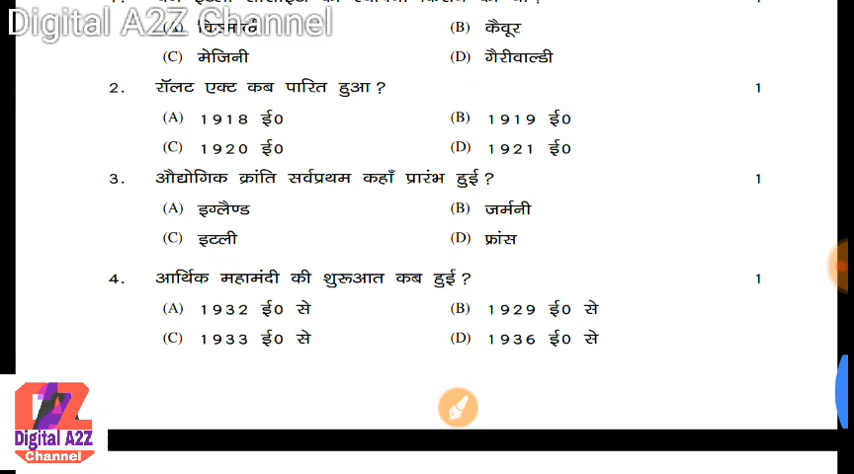 Digital A2Z Channel
(A) (B) कैवूर
(C) मेजिनी (D) गैरीवाल्डी
2. रॉलट एक्ट कब पारित हुआ ? 1
(A) 1918 ई0 (B) 1919 ई0
(C) 1920 ई0 (D) 1921 ई0
3. औद्योगिक क्रांति सर्वप्रथम कहाँ प्रारंभ हुई ? 1
(A) इग्लैण्ड (B) जर्मनी
(C) इटली (D) फ्रांस
4. आर्थिक महामंदी की शुरूआत कब हुई ? 1
(A) 1932 ई0 से (B) 1929 ई0 से
(C) 1933 ई0 से (D) 1936 ई0 से
Digital A2Z
Channel